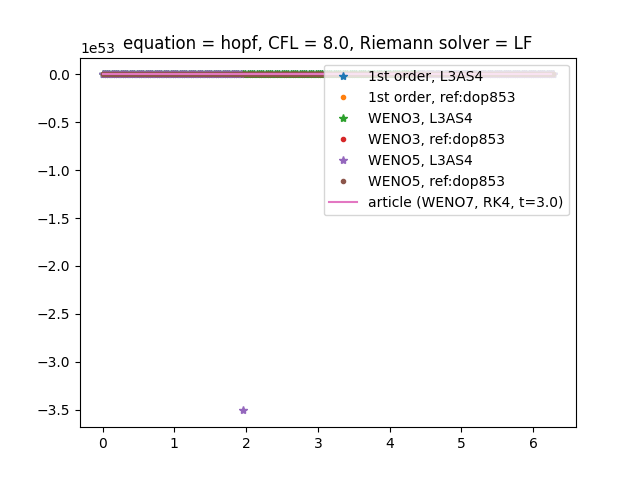 equation = hopf, CFL = 8.0, Riemann solver = LF
1e53
0.0
−0.5
−1.0
−1.5
−2.0
−2.5
−3.0
−3.5
1st order, L3AS4
1st order, ref:dop853
WENO3, L3AS4
WENO3, ref:dop853
WENO5, L3AS4
WENO5, ref:dop853
article (WENO7, RK4, t=3.0)
0 1 2 3 4 5 6